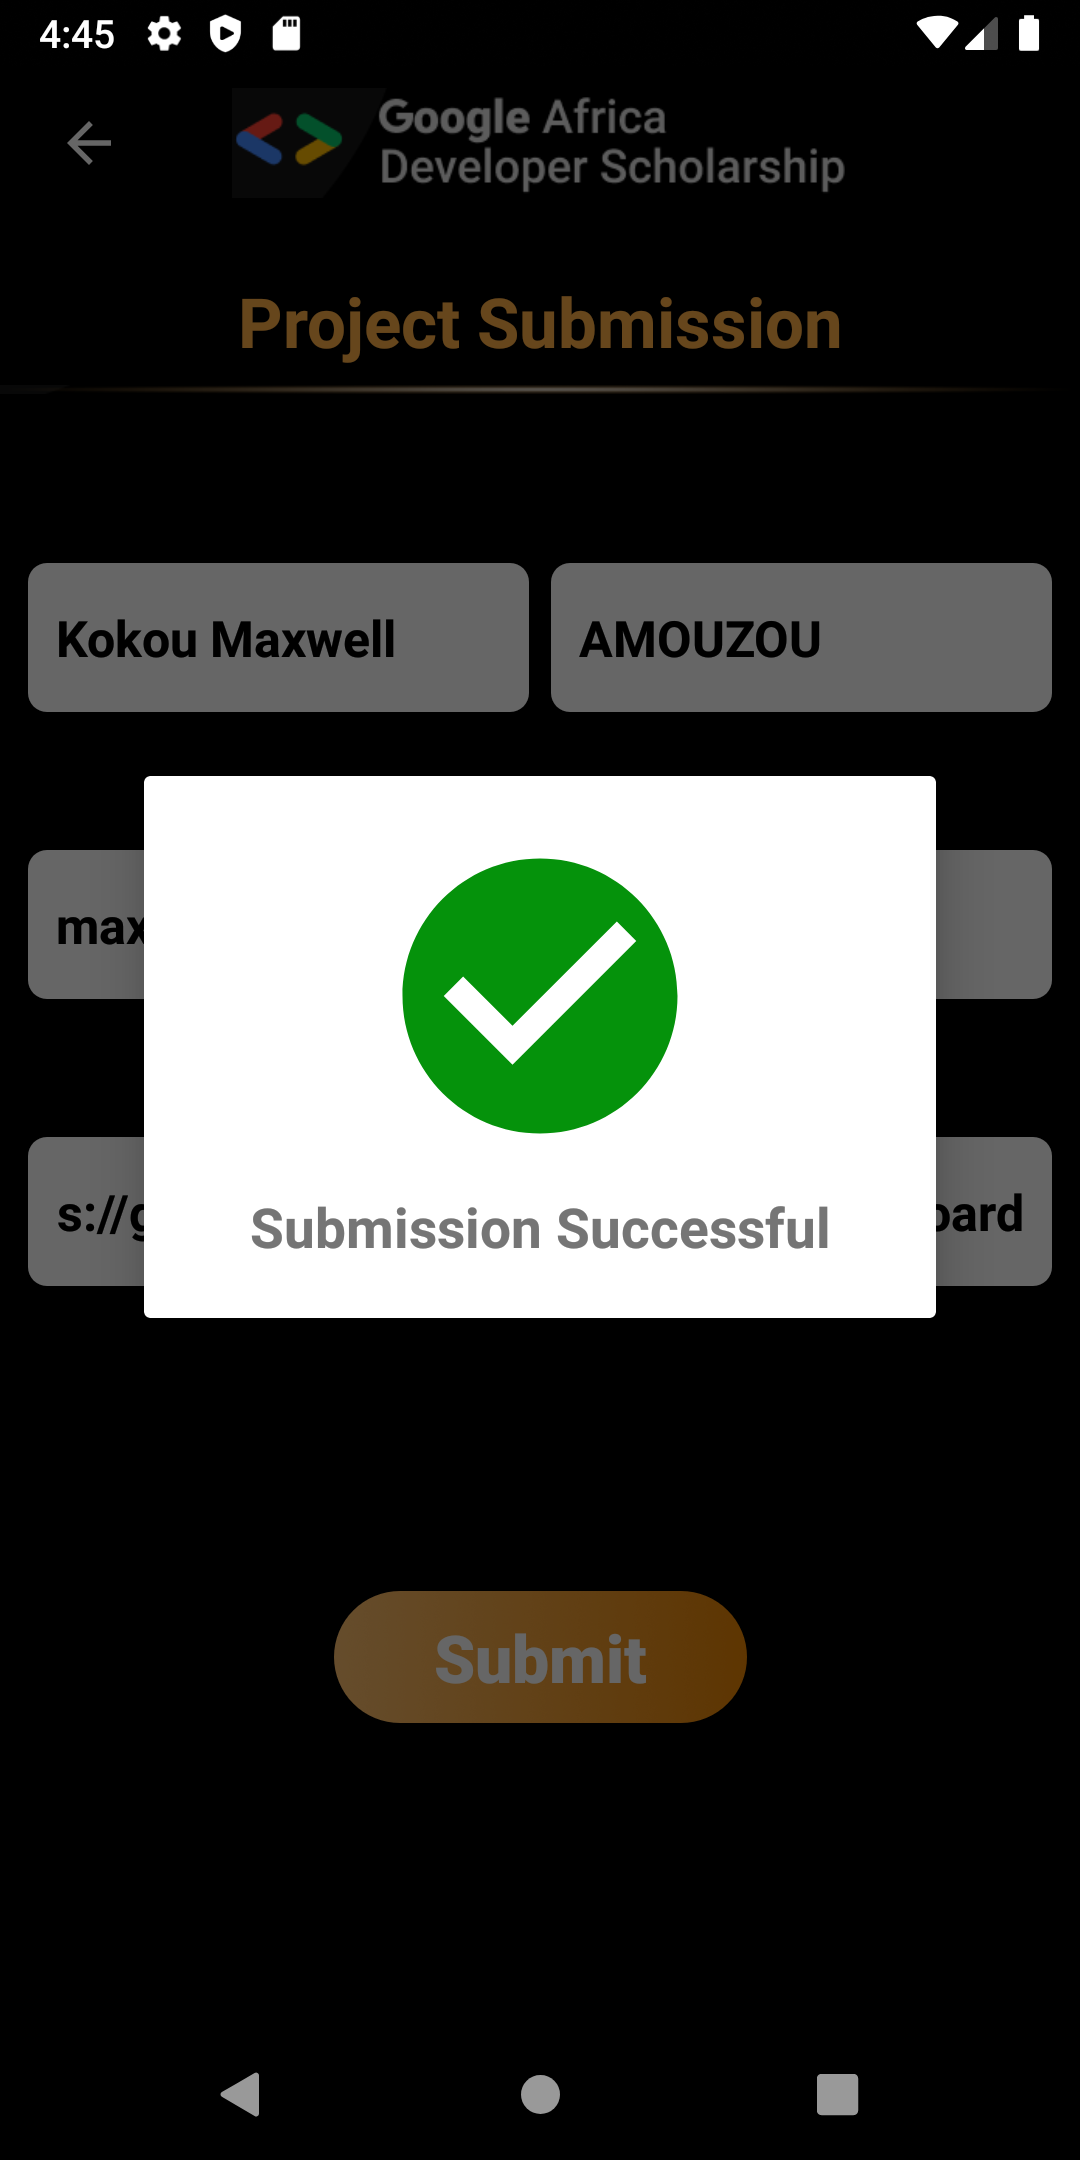 4:45
Google Africa
Developer Scholarship
Project Submission
Kokou Maxwell
AMOUZOU
max
s://g
oard
Submission Successful
Submit